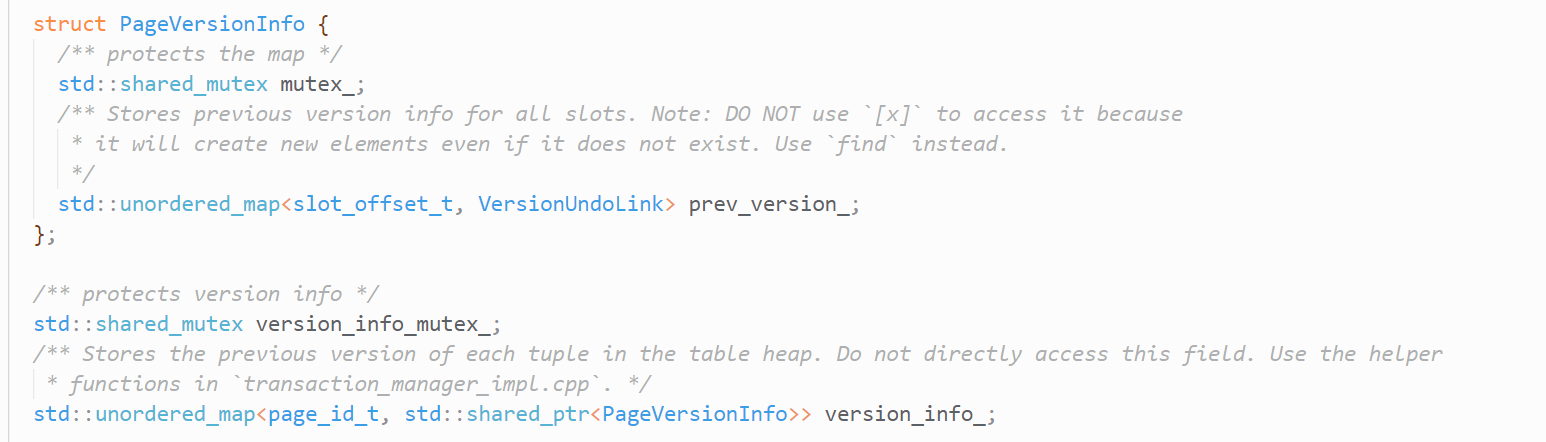 struct PageVersionInfo {
  /** protects the map */
  std::shared_mutex mutex_;
  /** Stores previous version info for all slots. Note: DO NOT use `[x]` to access it because
   * it will create new elements even if it does not exist. Use `find` instead.
   */
  std::unordered_map<slot_offset_t, VersionUndoLink> prev_version_;
};

/** protects version info */
std::shared_mutex version_info_mutex_;
/** Stores the previous version of each tuple in the table heap. Do not directly access this field. Use the helper
 * functions in `transaction_manager_impl.cpp`. */
std::unordered_map<page_id_t, std::shared_ptr<PageVersionInfo>> version_info_;